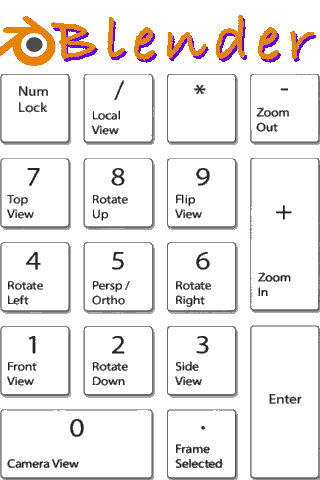 Blender
Num
Lock
/
Local
View
*
-
Zoom
Out
7
Top
View
8
Rotate
Up
9
Flip
View
+
Zoom
In
4
Rotate
Left
5
Persp /
Ortho
6
Rotate
Right
1
Front
View
2
Rotate
Down
3
Side
View
Enter
0
Camera View
.
Frame
Selected